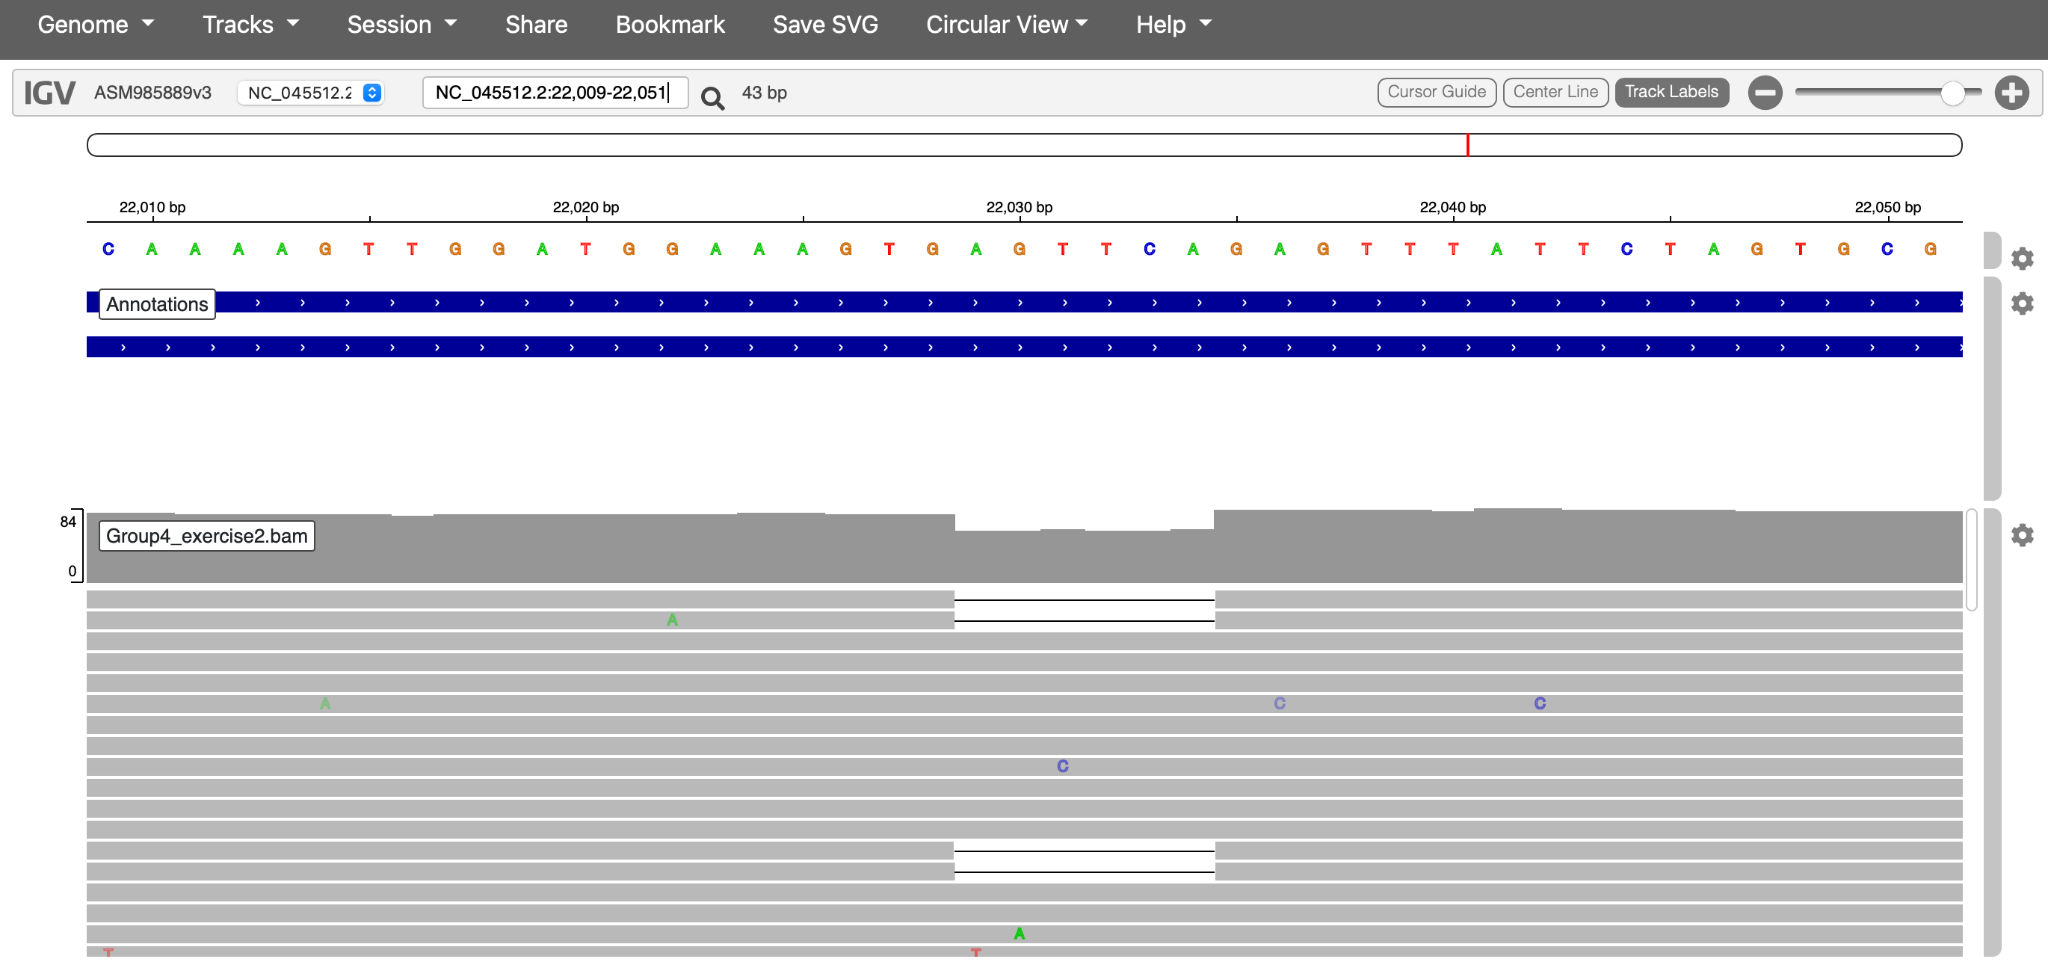 Genome Tracks Session Share Bookmark Save SVG Circular View Help
IGV ASM985889v3 NC_045512.2 NC_045512.2:22,009-22,051 43 bp Cursor Guide Center Line Track Labels
22,010 bp 22,020 bp 22,030 bp 22,040 bp 22,050 bp
C A A A A G T T G G A T G G A A A G T G A G T T C A G A G T T T A T T C T A G T G C G
Annotations
84
Group4_exercise2.bam
0
A
A C C
C
A
T T